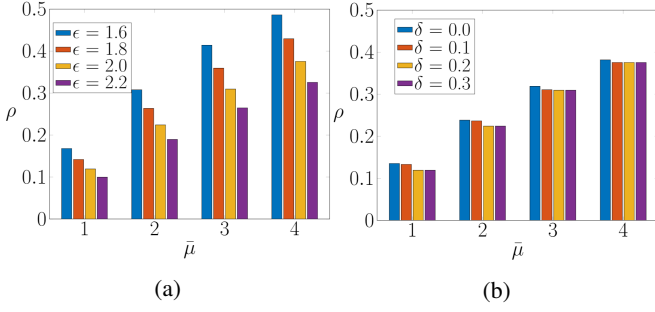 0.5
0.4
0.3
0.2
0.1
0
ρ
ϵ = 1.6
ϵ = 1.8
ϵ = 2.0
ϵ = 2.2
1 2 3 4
μ̄
(a)
0.5
0.4
0.3
0.2
0.1
0
ρ
δ = 0.0
δ = 0.1
δ = 0.2
δ = 0.3
1 2 3 4
μ̄
(b)